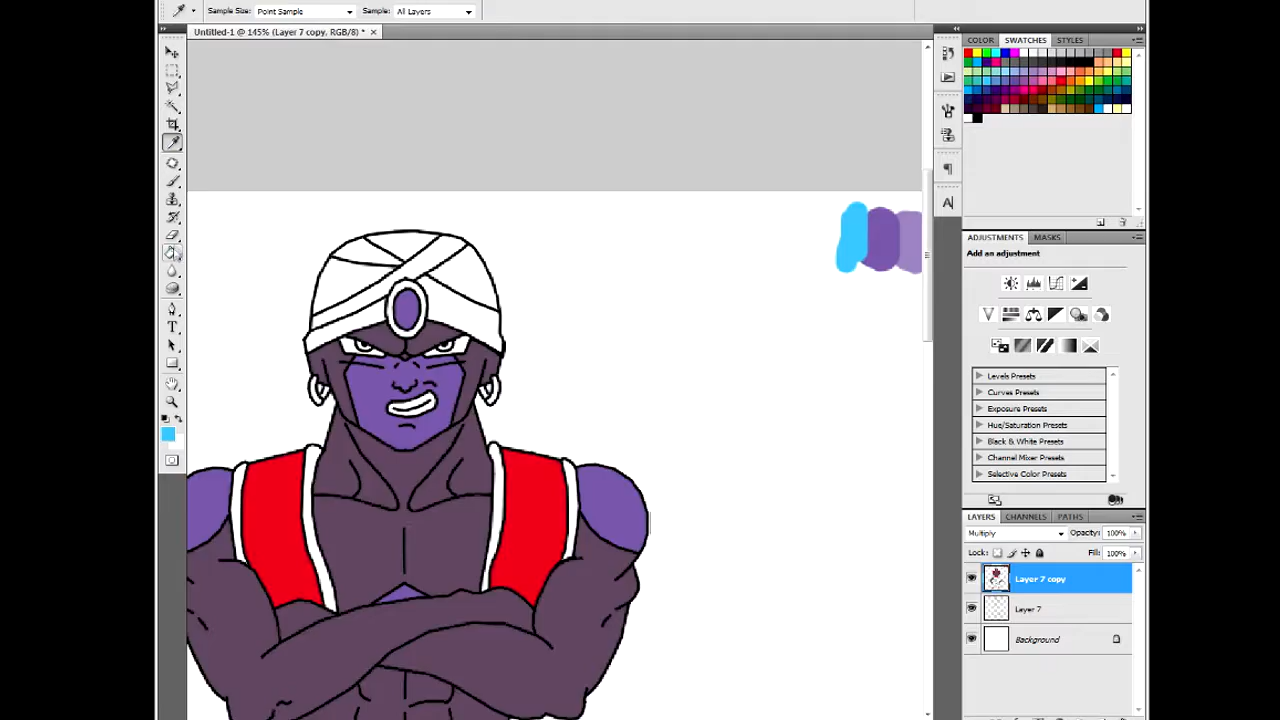 Sample Size: Point Sample Sample: All Layers
Untitled-1 @ 145% (Layer 7 copy, RGB/8) * ×
COLOR SWATCHES STYLES
T
A
ADJUSTMENTS MASKS
Add an adjustment
Levels Presets
Curves Presets
Exposure Presets
Hue/Saturation Presets
Black & White Presets
Channel Mixer Presets
Selective Color Presets
LAYERS CHANNELS PATHS
Multiply Opacity: 100%
Lock: Fill: 100%
Layer 7 copy
Layer 7
Background